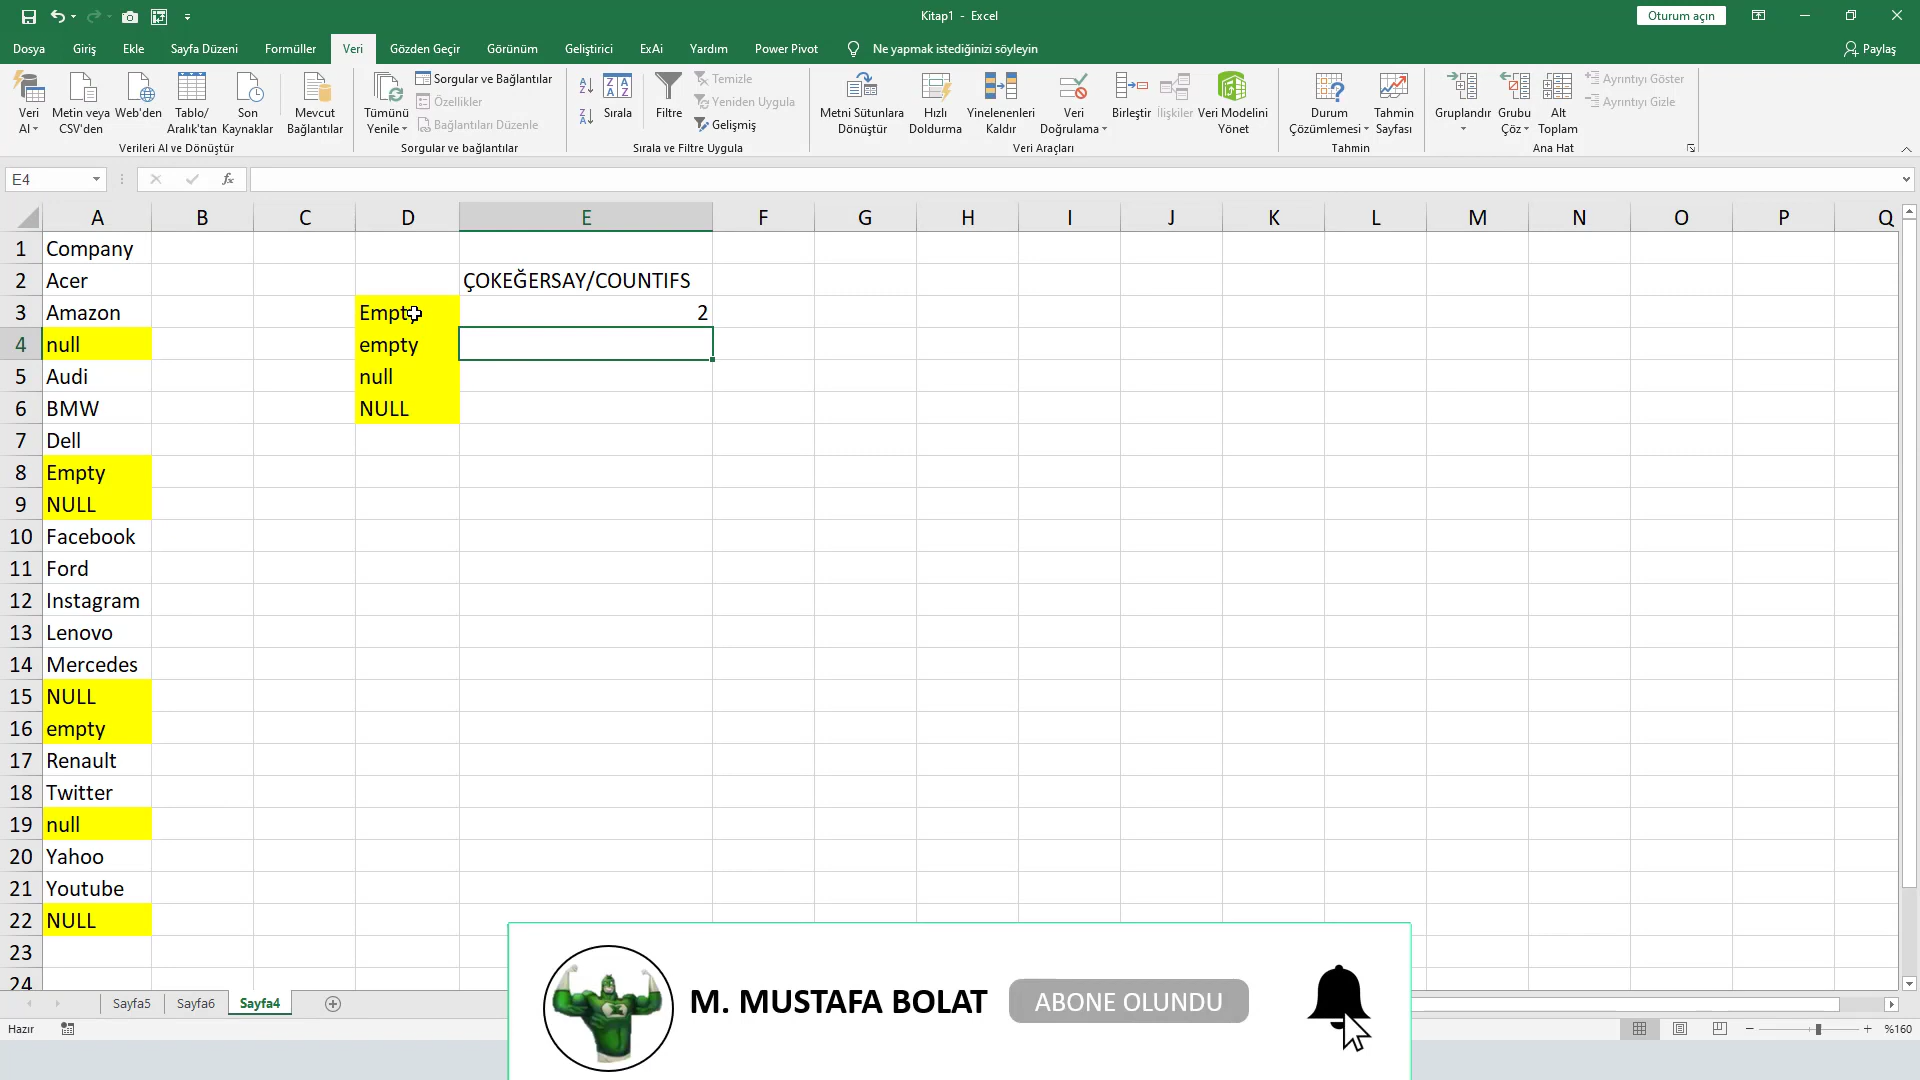 Kitap1 - Excel
Oturum açın
Dosya Giriş Ekle Sayfa Düzeni Formüller Veri Gözden Geçir Görünüm Geliştirici ExAi Yardım Power Pivot Ne yapmak istediğinizi söyleyin Paylaş
Veri Al
Metin veya CSV'den
Web'den
Tablo/ Aralık'tan
Son Kaynaklar
Mevcut Bağlantılar
Verileri Al ve Dönüştür
Tümünü Yenile
Sorgular ve Bağlantılar
Özellikler
Bağlantıları Düzenle
Sorgular ve bağlantılar
Sırala
Filtre
Temizle
Yeniden Uygula
Gelişmiş
Sırala ve Filtre Uygula
Metni Sütunlara Dönüştür
Hızlı Doldurma
Yinelenenleri Kaldır
Veri Doğrulama
Birleştir
İlişkiler
Veri Modelini Yönet
Veri Araçları
Durum Çözümlemesi
Tahmin Sayfası
Tahmin
Gruplandır
Grubu Çöz
Alt Toplam
Ayrıntıyı Göster
Ayrıntıyı Gizle
Ana Hat
E4
fx
A B C D E F G H I J K L M N O P Q
1 Company
2 Acer ÇOKEĞERSAY/COUNTIFS
3 Amazon Empty 2
4 null empty
5 Audi null
6 BMW NULL
7 Dell
8 Empty
9 NULL
10 Facebook
11 Ford
12 Instagram
13 Lenovo
14 Mercedes
15 NULL
16 empty
17 Renault
18 Twitter
19 null
20 Yahoo
21 Youtube
22 NULL
23
24
Sayfa5 Sayfa6 Sayfa4
Hazır
%160
M. MUSTAFA BOLAT ABONE OLUNDU